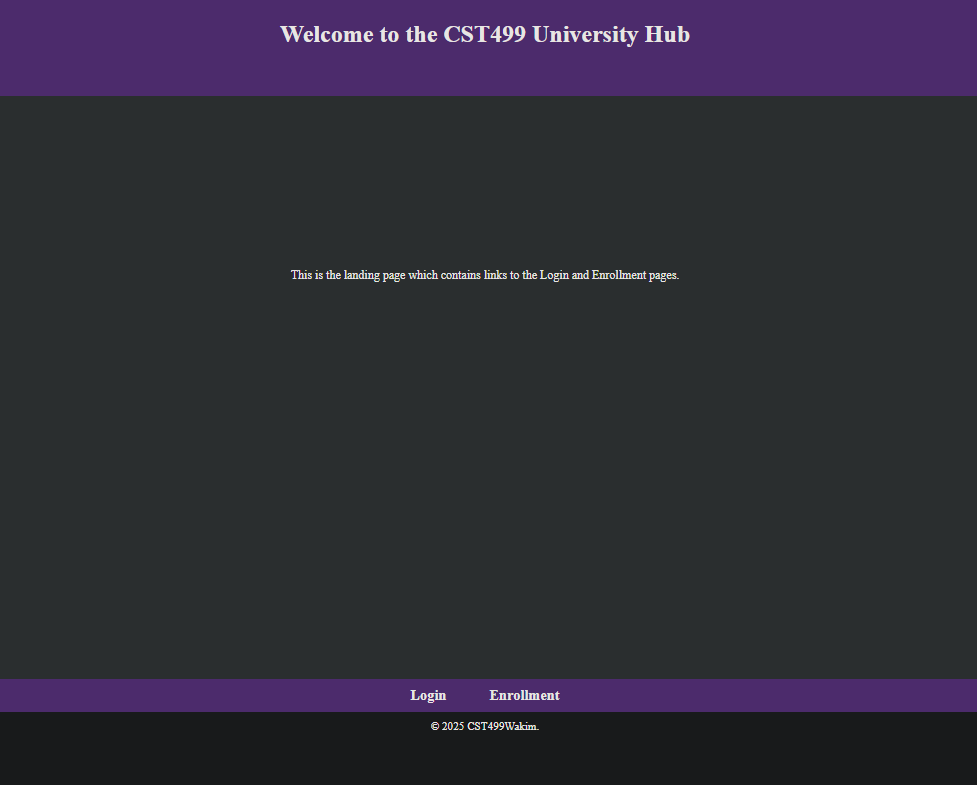 Welcome to the CST499 University Hub
This is the landing page which contains links to the Login and Enrollment pages.
Login Enrollment
© 2025 CST499Wakim.